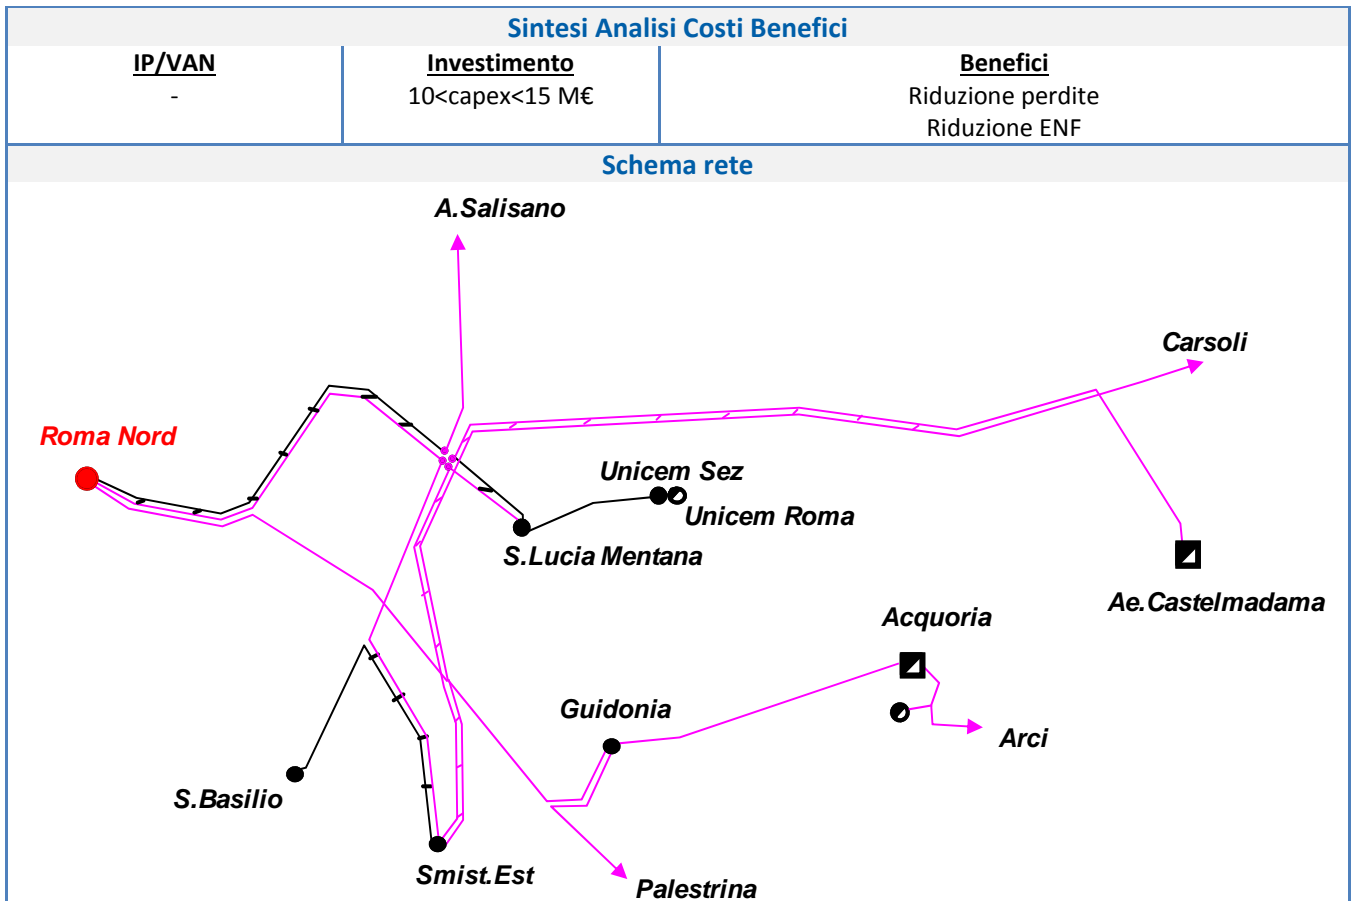 Sintesi Analisi Costi Benefici
IP/VAN
-
Investimento
10<capex<15 M€
Benefici
Riduzione perdite
Riduzione ENF
Schema rete
A.Salisano
Carsoli
Roma Nord
Unicem Sez
Unicem Roma
S.Lucia Mentana
Ae.Castelmadama
Acquoria
Guidonia
Arci
S.Basilio
Smist.Est
Palestrina